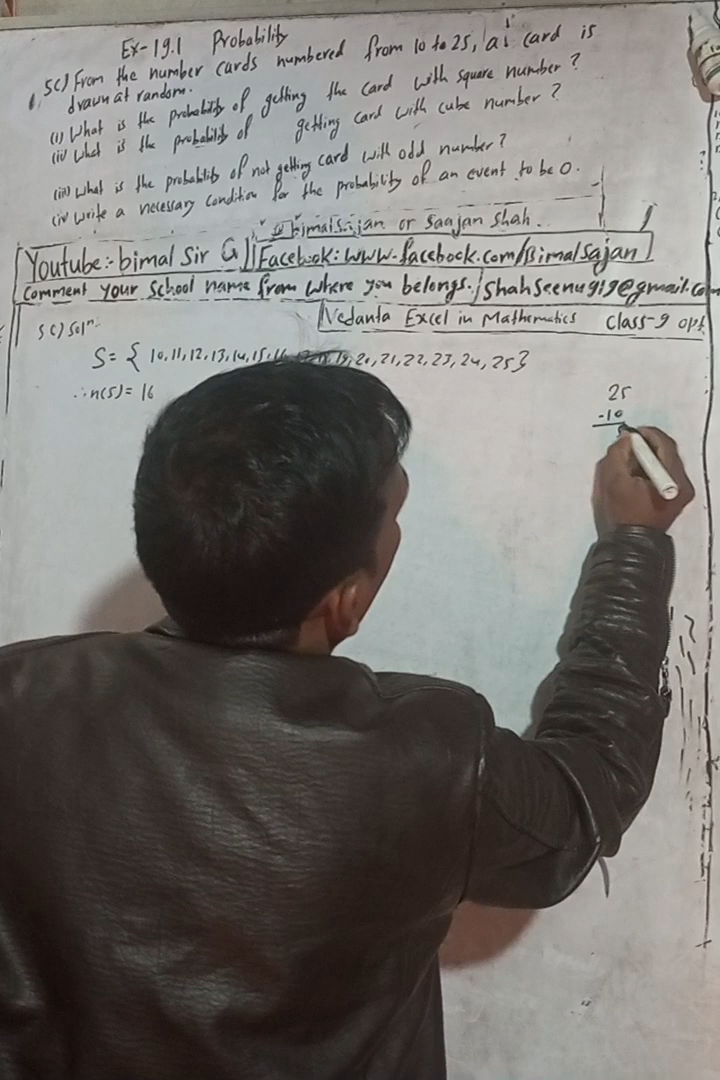 Ex-19.1 Probability
5c) From the number cards numbered from 10 to 25, a card is
drawn at random.
(i) What is the probability of getting the card with square number?
(ii) What is the probability of getting card with cube number?
(iii) What is the probability of not getting card with odd number?
(iv) Write a necessary condition for the probability of an event to be 0.
@bimalsajan or Saajan Shah.
Youtube:- bimal Sir G Facebook: www.facebook.com/Bimalsajan
Comment your School name from where you belongs. / Shahseenu919@gmail.com
Vedanta Excel in Mathematics Class-9 opt
5c) Solⁿ:
S = { 10, 11, 12, 13, 14, 15, 16, 17, 18, 19, 20, 21, 22, 23, 24, 25}
∴n(S) = 16
25
-10